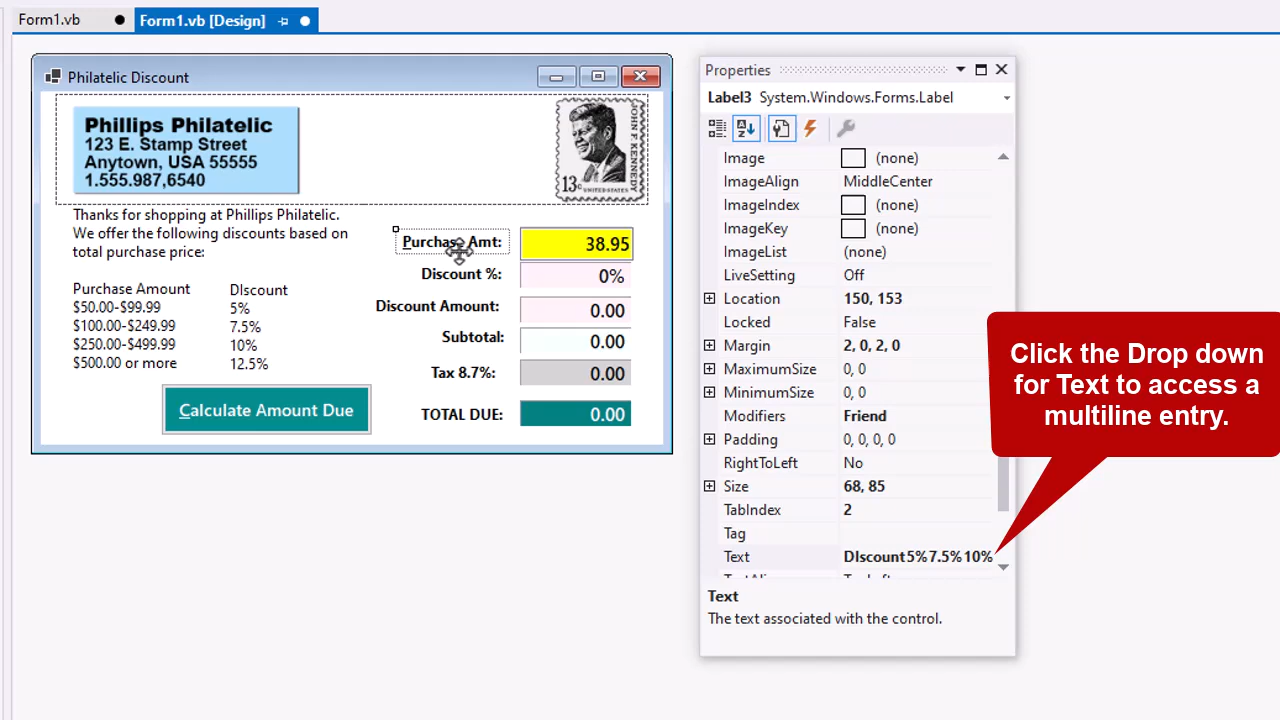 Form1.vb
Form1.vb [Design]
Philatelic Discount
Phillips Philatelic
123 E. Stamp Street
Anytown, USA 55555
1.555.987,6540
JOHN F KENNEDY
13c UNITED STATES
Thanks for shopping at Phillips Philatelic.
We offer the following discounts based on
total purchase price:
Purchase Amount DIscount
$50.00-$99.99 5%
$100.00-$249.99 7.5%
$250.00-$499.99 10%
$500.00 or more 12.5%
Calculate Amount Due
Purchase Amt: 38.95
Discount %: 0%
Discount Amount: 0.00
Subtotal: 0.00
Tax 8.7%: 0.00
TOTAL DUE: 0.00
Properties
Label3 System.Windows.Forms.Label
Image (none)
ImageAlign MiddleCenter
ImageIndex (none)
ImageKey (none)
ImageList (none)
LiveSetting Off
Location 150, 153
Locked False
Margin 2, 0, 2, 0
MaximumSize 0, 0
MinimumSize 0, 0
Modifiers Friend
Padding 0, 0, 0, 0
RightToLeft No
Size 68, 85
TabIndex 2
Tag
Text DIscount5%7.5%10%
Text
The text associated with the control.
Click the Drop down
for Text to access a
multiline entry.